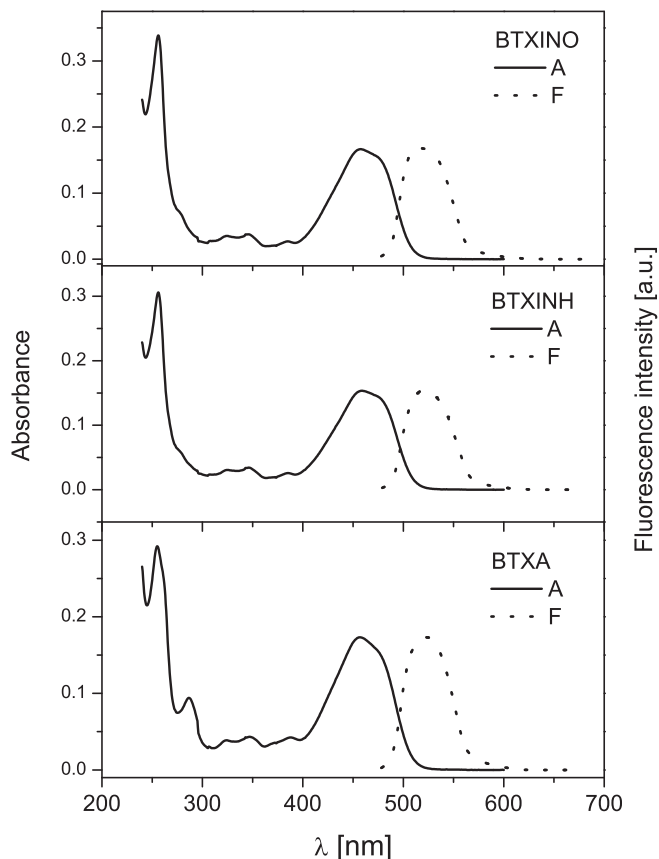 BTXINO
A
F
0.3
0.2
0.1
0.0
BTXINH
A
F
0.3
0.2
0.1
0.0
BTXA
A
F
0.3
0.2
0.1
0.0
200 300 400 500 600 700
λ [nm]
Absorbance
Fluorescence intensity [a.u.]